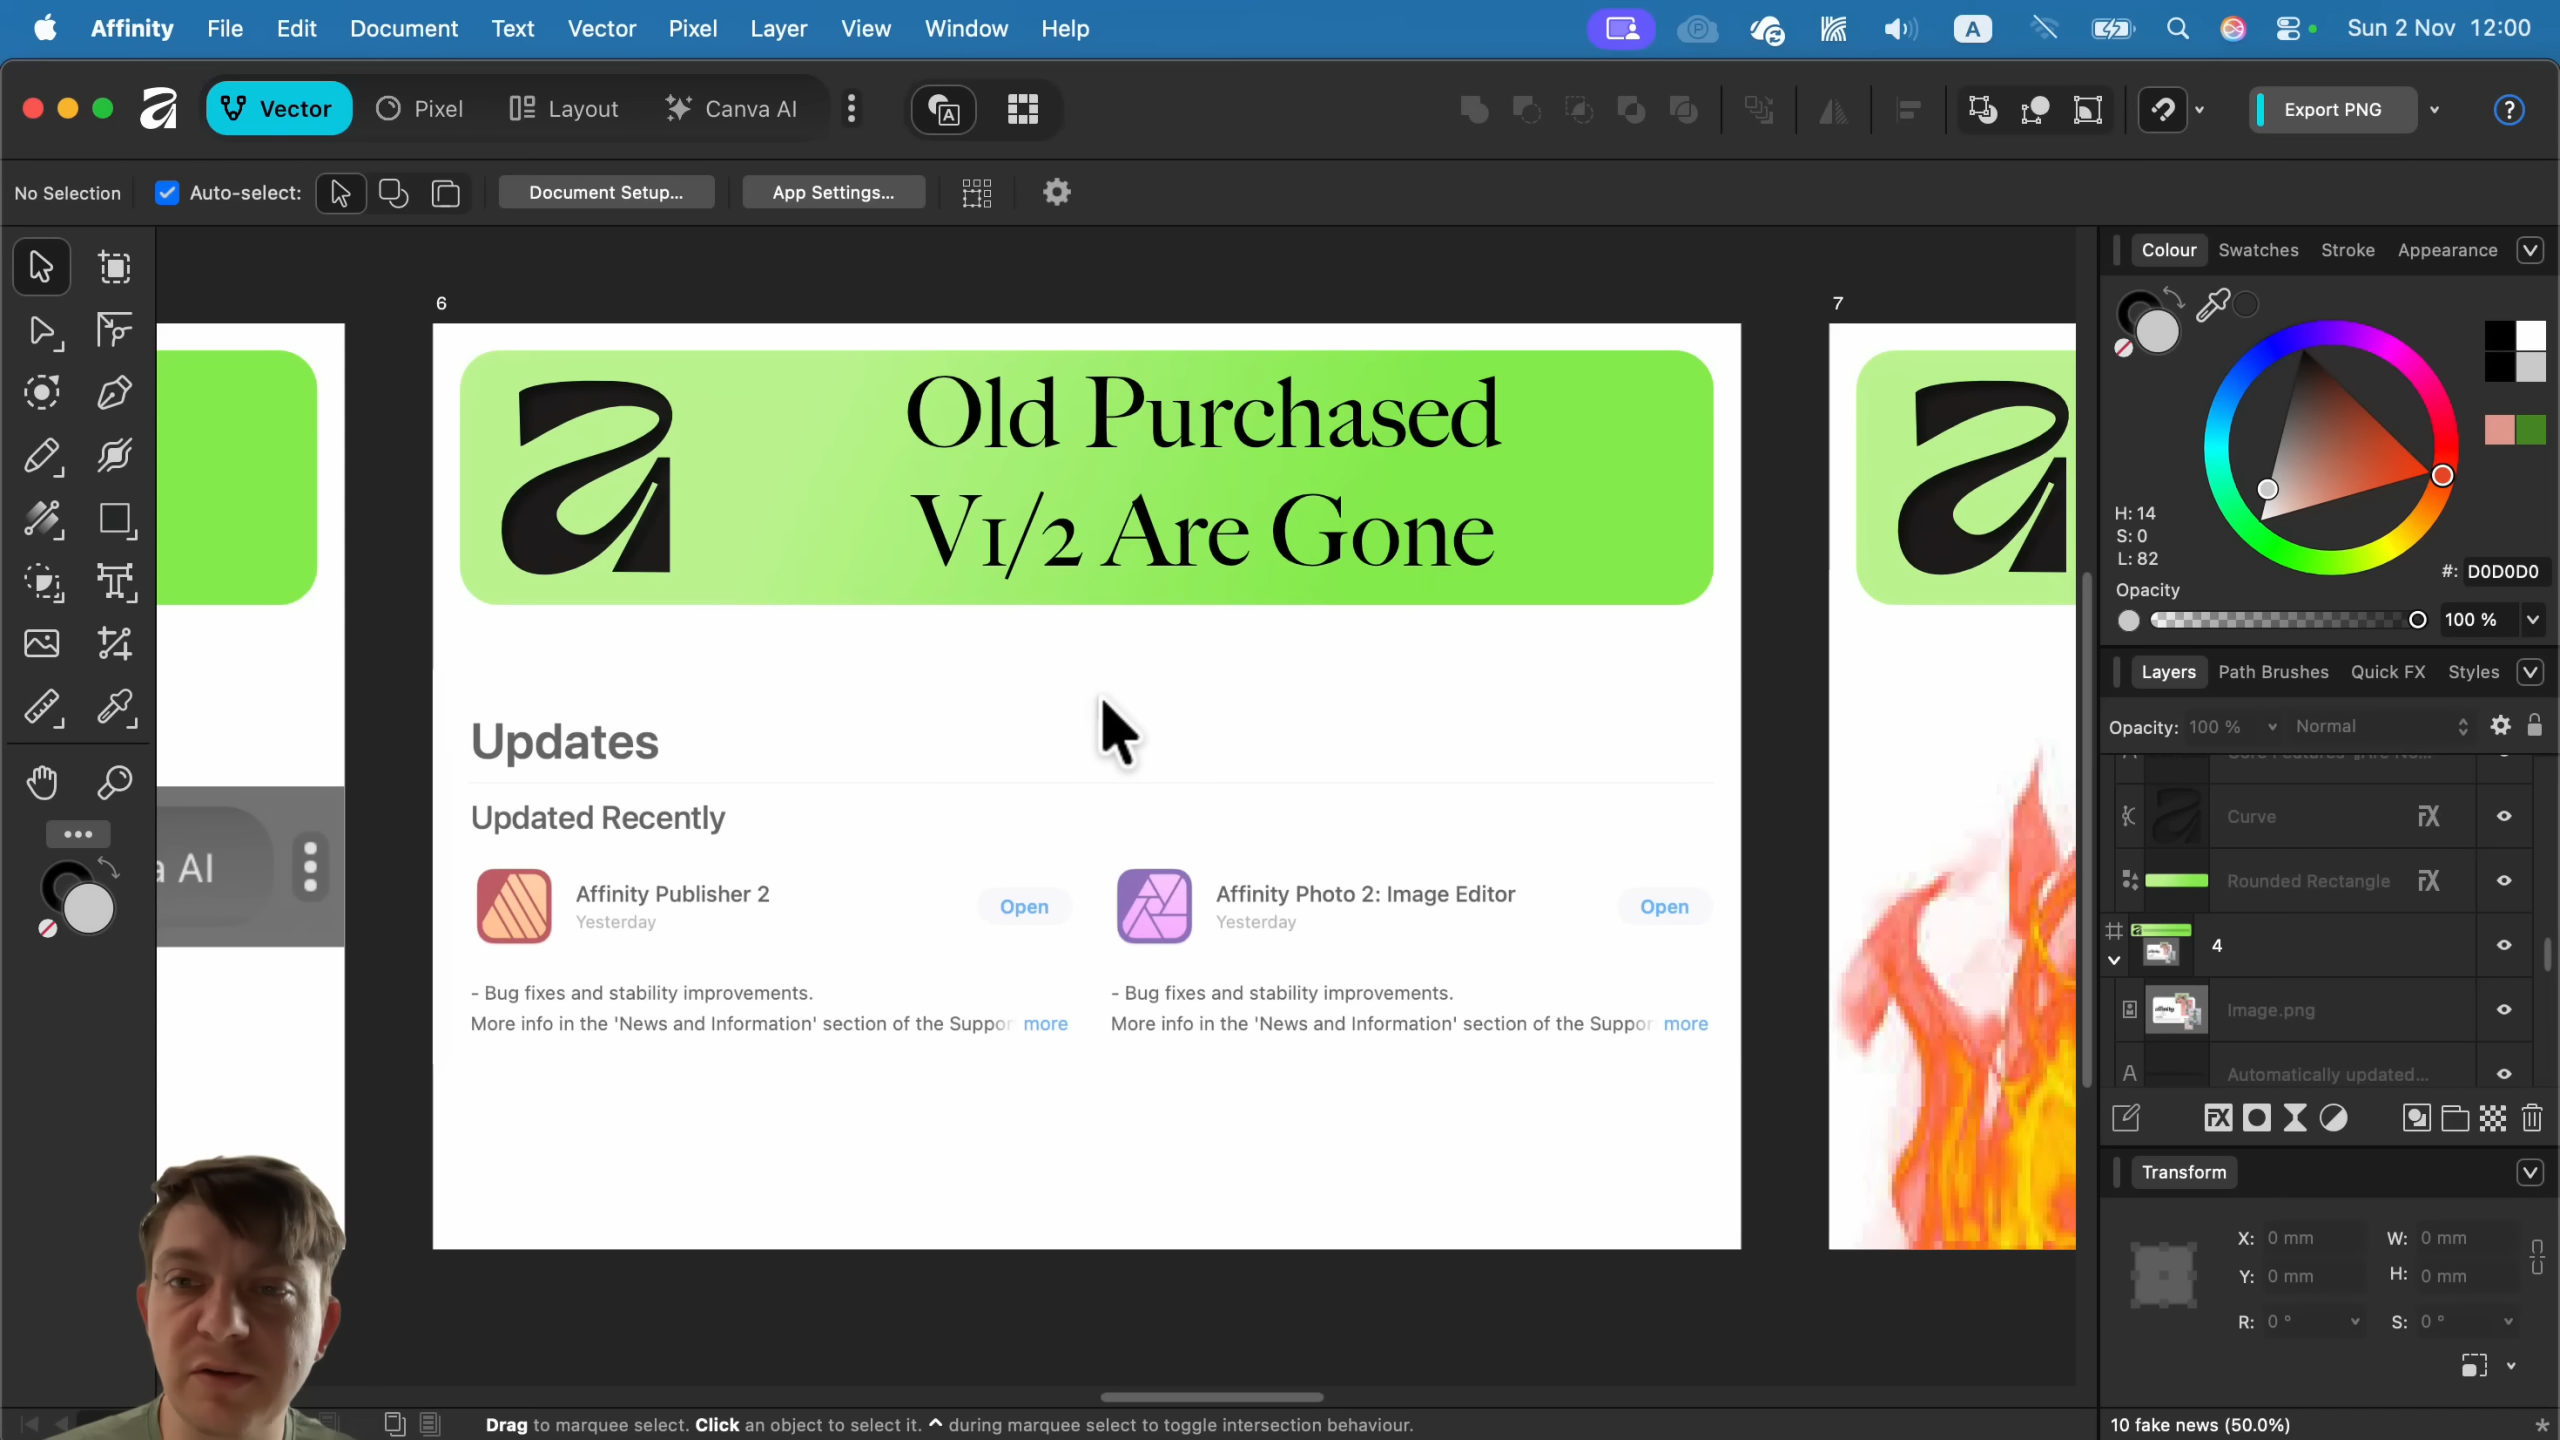 Affinity File Edit Document Text Vector Pixel Layer View Window Help A Sun 2 Nov 12:00
Vector Pixel Layout Canva AI Export PNG ?
No Selection Auto-select: Document Setup... App Settings...
Colour Swatches Stroke Appearance
H: 14
S: 0
L: 82
#: D0D0D0
Opacity
100 %
6
7
Old Purchased
V1/2 Are Gone
a AI
Updates
Updated Recently
Affinity Publisher 2
Yesterday
Open
- Bug fixes and stability improvements.
More info in the 'News and Information' section of the Suppor more
Affinity Photo 2: Image Editor
Yesterday
Open
- Bug fixes and stability improvements.
More info in the 'News and Information' section of the Suppor more
Layers Path Brushes Quick FX Styles
Opacity: 100 % Normal
Curve FX
Rounded Rectangle FX
4
Image.png
A Automatically updated...
FX
Transform
X: 0 mm W: 0 mm
Y: 0 mm H: 0 mm
R: 0 ° S: 0 °
Drag to marquee select. Click an object to select it. ^ during marquee select to toggle intersection behaviour.
10 fake news (50.0%)